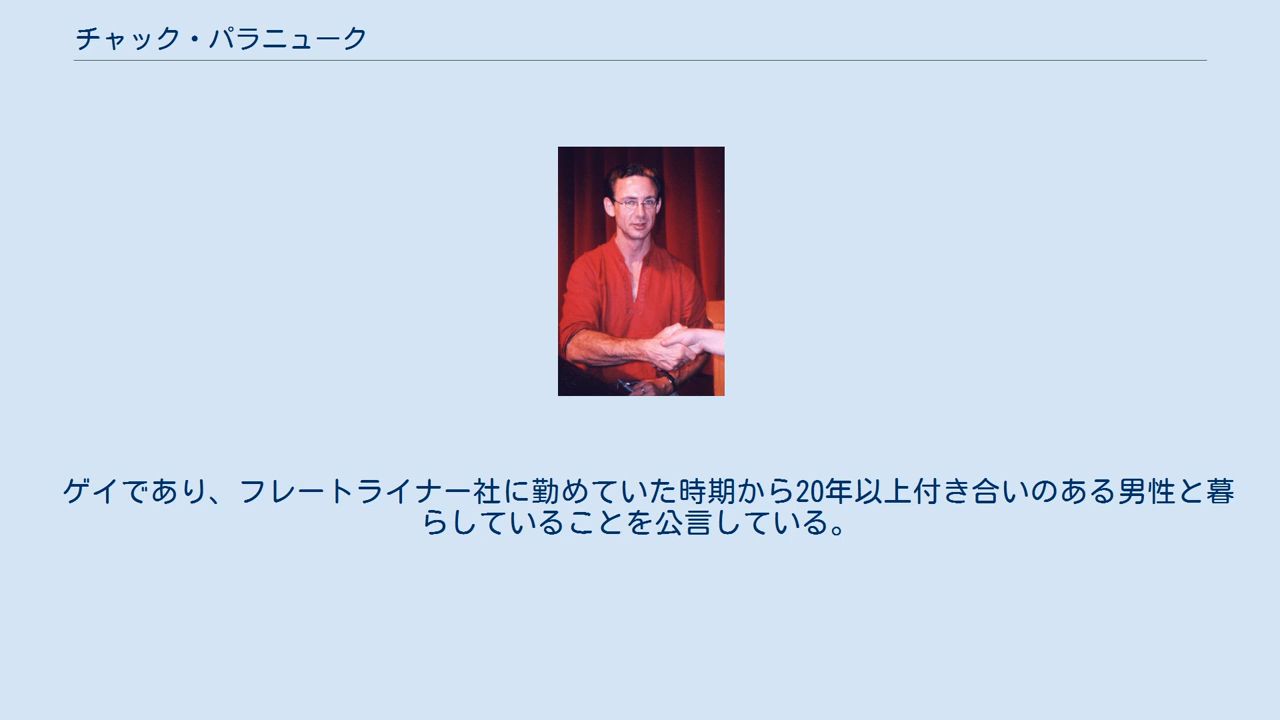 チャック・パラニューク
ゲイであり、フレートライナー社に勤めていた時期から20年以上付き合いのある男性と暮
らしていることを公言している。